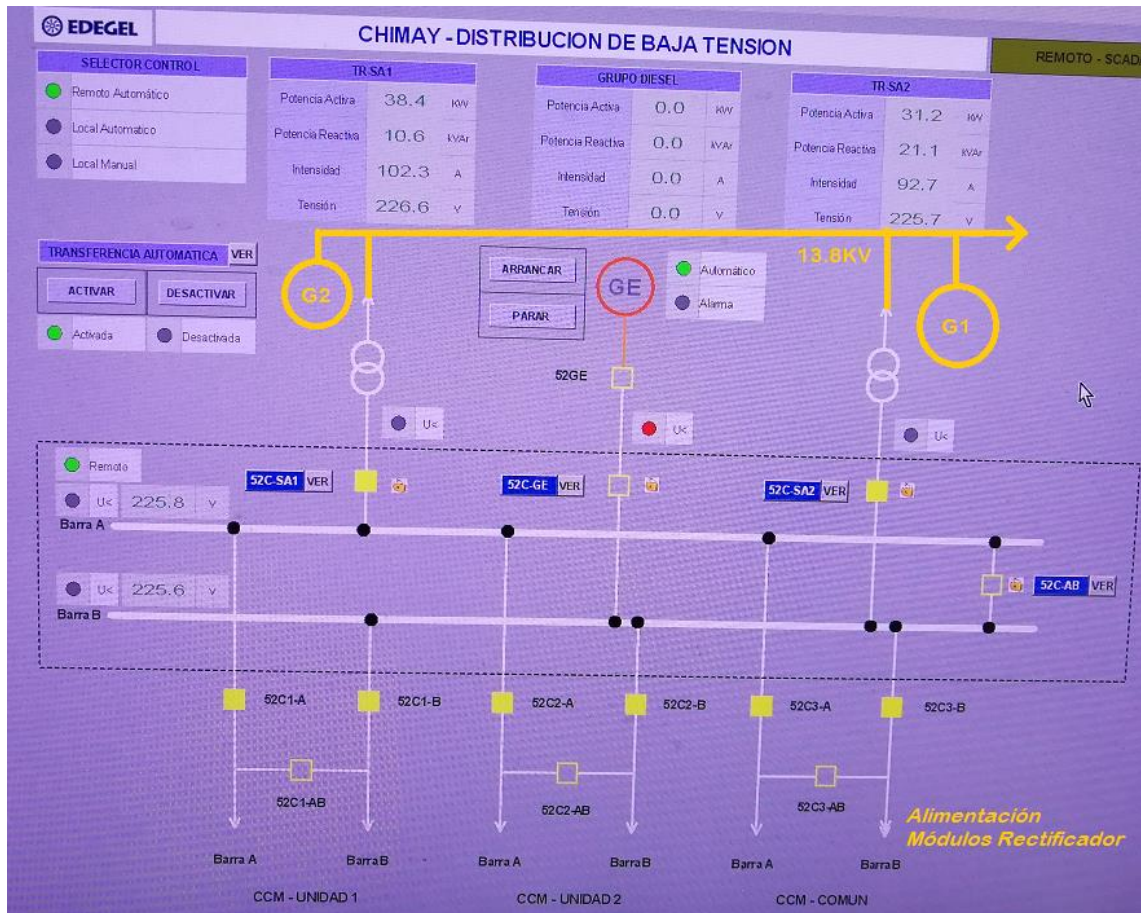 EDEGEL
CHIMAY - DISTRIBUCION DE BAJA TENSION
REMOTO - SCADA
SELECTOR CONTROL
Remoto Automático
Local Automatico
Local Manual
TR-SA1
Potencia Activa 38.4 KW
Potencia Reactiva 10.6 kVAr
Intensidad 102.3 A
Tensión 226.6 V
GRUPO DIESEL
Potencia Activa 0.0 KW
Potencia Reactiva 0.0 kVAr
Intensidad 0.0 A
Tensión 0.0 V
TR-SA2
Potencia Activa 31.2 KW
Potencia Reactiva 21.1 kVAr
Intensidad 92.7 A
Tensión 225.7 V
TRANSFERENCIA AUTOMATICA VER
ACTIVAR DESACTIVAR
Activada Desactivada
G2
ARRANCAR
PARAR
GE
Automático
Alarma
13.8KV
G1
52GE
U<
U<
U<
Remoto
52C-SA1 VER
52C-GE VER
52C-SA2 VER
U< 225.8 V
Barra A
U< 225.6 V
52C-AB VER
Barra B
52C1-A 52C1-B 52C2-A 52C2-B 52C3-A 52C3-B
52C1-AB 52C2-AB 52C3-AB
Alimentación
Módulos Rectificador
Barra A Barra B Barra A Barra B Barra A Barra B
CCM - UNIDAD 1 CCM - UNIDAD 2 CCM - COMUN